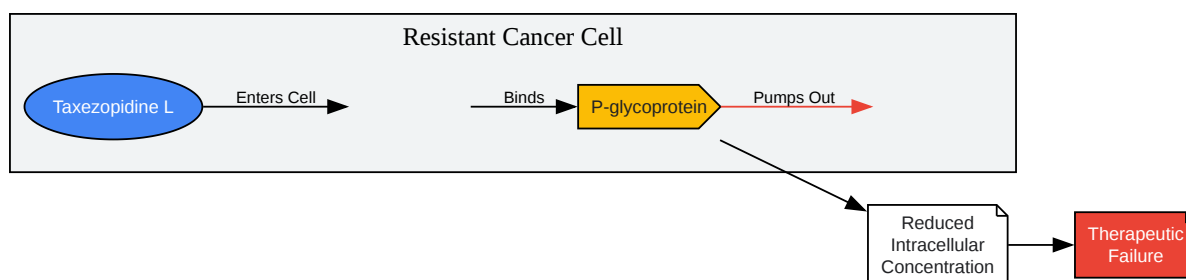 Resistant Cancer Cell
Taxezopidine L
Enters Cell
Binds
P-glycoprotein
Pumps Out
Reduced
Intracellular
Concentration
Therapeutic
Failure